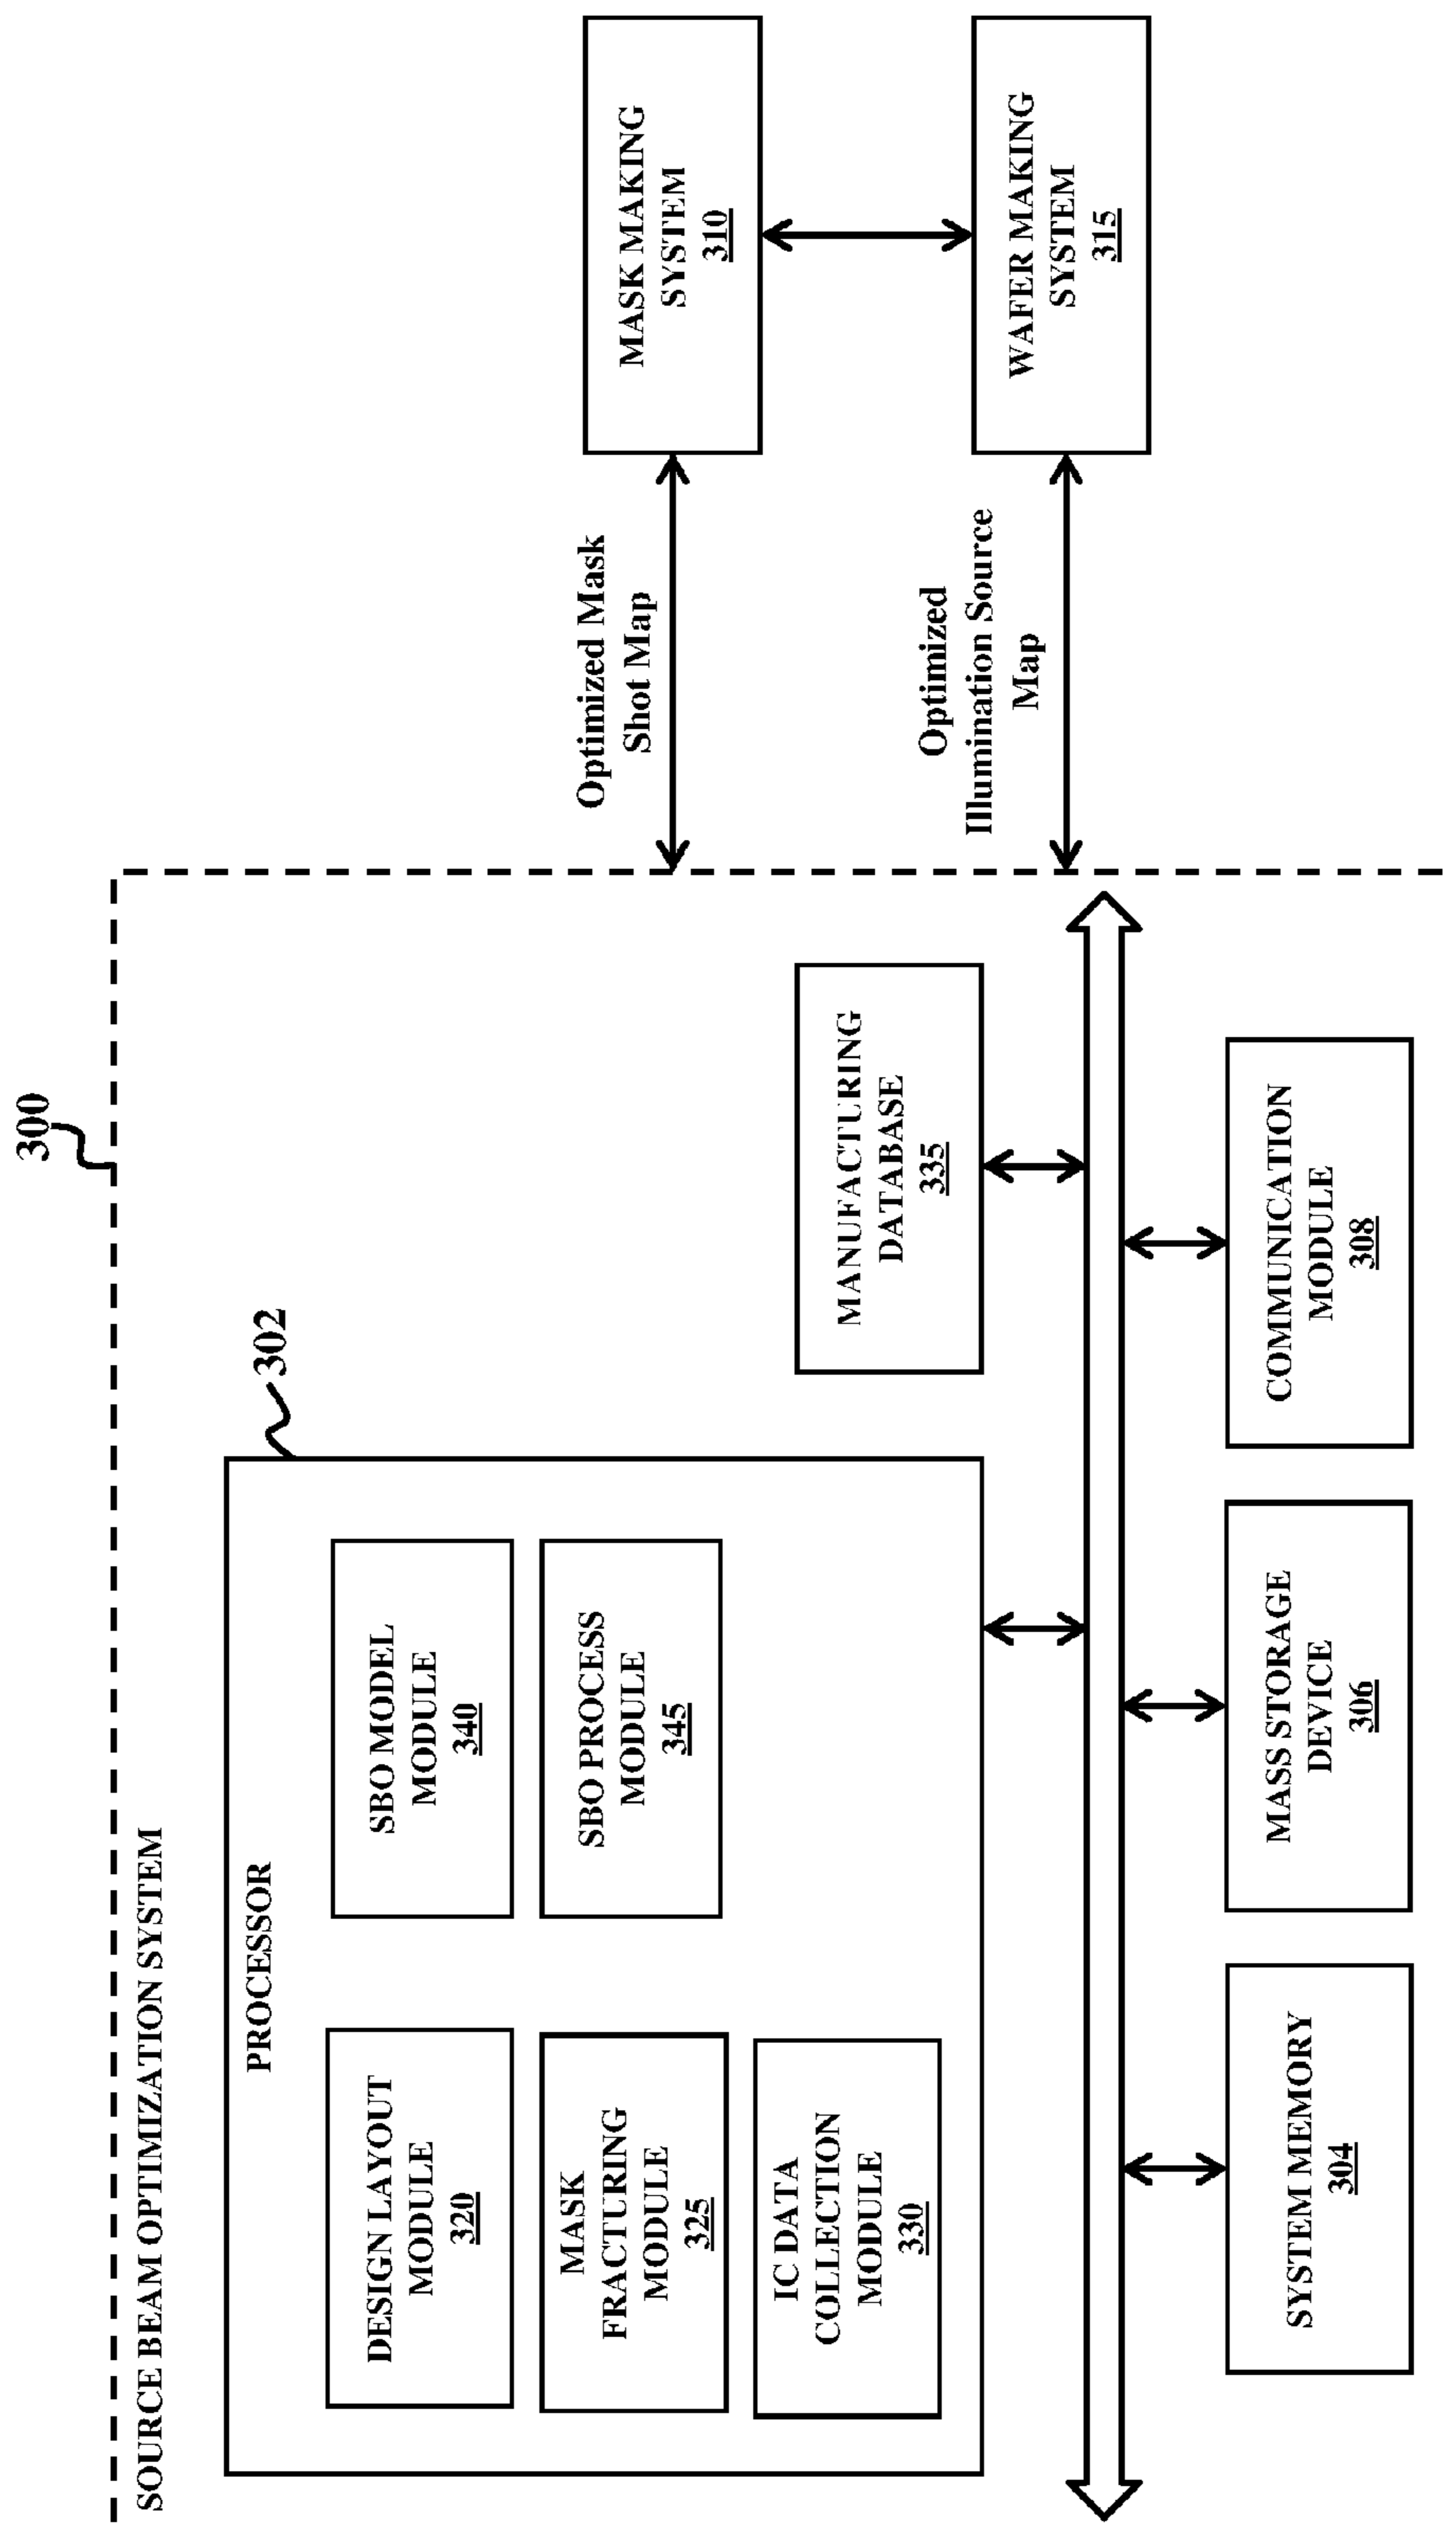 300
SOURCE BEAM OPTIMIZATION SYSTEM
302
PROCESSOR
DESIGN LAYOUT
MODULE
320
MASK
FRACTURING
MODULE
325
IC DATA
COLLECTION
MODULE
330
SBO MODEL
MODULE
340
SBO PROCESS
MODULE
345
MANUFACTURING
DATABASE
335
SYSTEM MEMORY
304
MASS STORAGE
DEVICE
306
COMMUNICATION
MODULE
308
Optimized Mask
Shot Map
Optimized
Illumination Source
Map
MASK MAKING
SYSTEM
310
WAFER MAKING
SYSTEM
315